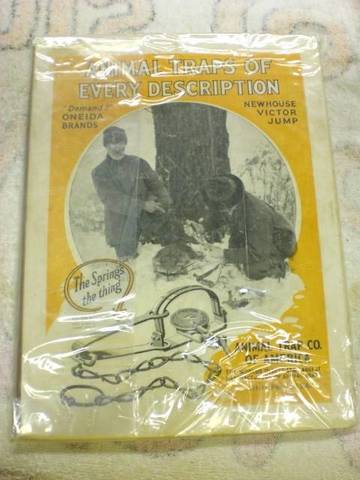 ANIMAL TRAPS OF
EVERY DESCRIPTION
"Demand"
ONEIDA
BRANDS
NEWHOUSE
VICTOR
JUMP
The Spring's
the thing
ANIMAL TRAP CO.
OF AMERICA